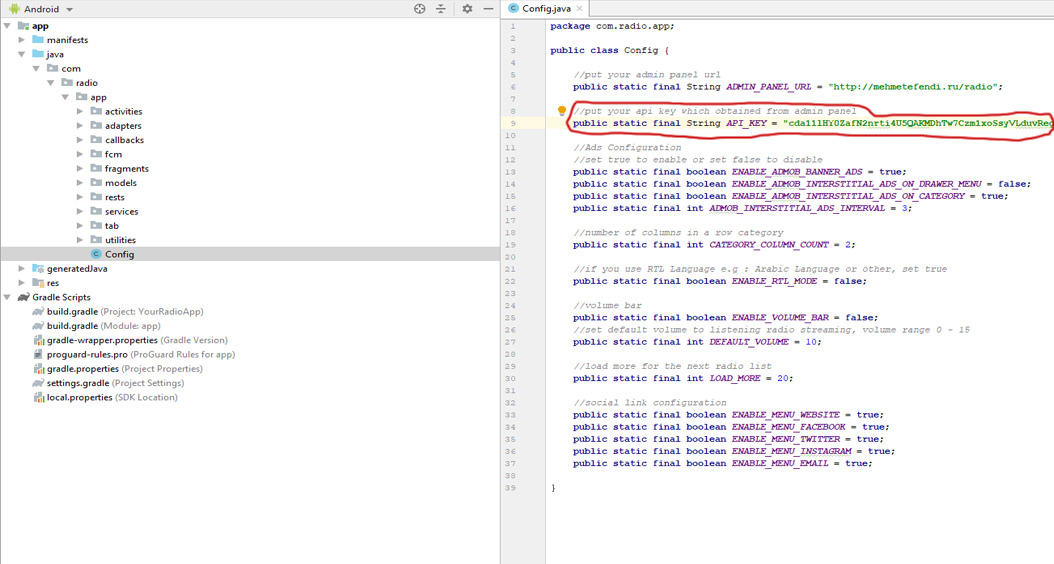 Android
app
manifests
java
com
radio
app
activities
adapters
callbacks
fcm
fragments
models
rests
services
tab
utilities
Config
generatedJava
res
Gradle Scripts
build.gradle (Project: YourRadioApp)
build.gradle (Module: app)
gradle-wrapper.properties (Gradle Version)
proguard-rules.pro (ProGuard Rules for app)
gradle.properties (Project Properties)
settings.gradle (Project Settings)
local.properties (SDK Location)
Config.java
1 package com.radio.app;
2
3 public class Config {
4
5 //put your admin panel url
6 public static final String ADMIN_PANEL_URL = "http://mehmetefendi.ru/radio";
7
8 //put your api key which obtained from admin panel
9 public static final String API_KEY =
10
11 //Ads Configuration
12 //set true to enable or set false to disable
13 public static final boolean ENABLE_ADMOB_BANNER_ADS = true;
14 public static final boolean ENABLE_ADMOB_INTERSTITIAL_ADS_ON_DRAWER_MENU = false;
15 public static final boolean ENABLE_ADMOB_INTERSTITIAL_ADS_ON_CATEGORY = true;
16 public static final int ADMOB_INTERSTITIAL_ADS_INTERVAL = 3;
17
18 //number of columns in a row category
19 public static final int CATEGORY_COLUMN_COUNT = 2;
20
21 //if you use RTL Language e.g : Arabic Language or other, set true
22 public static final boolean ENABLE_RTL_MODE = false;
23
24 //volume bar
25 public static final boolean ENABLE_VOLUME_BAR = false;
26 //set default volume to listening radio streaming, volume range 0 - 15
27 public static final int DEFAULT_VOLUME = 10;
28
29 //load more for the next radio list
30 public static final int LOAD_MORE = 20;
31
32 //social link configuration
33 public static final boolean ENABLE_MENU_WEBSITE = true;
34 public static final boolean ENABLE_MENU_FACEBOOK = true;
35 public static final boolean ENABLE_MENU_TWITTER = true;
36 public static final boolean ENABLE_MENU_INSTAGRAM = true;
37 public static final boolean ENABLE_MENU_EMAIL = true;
38
39 }